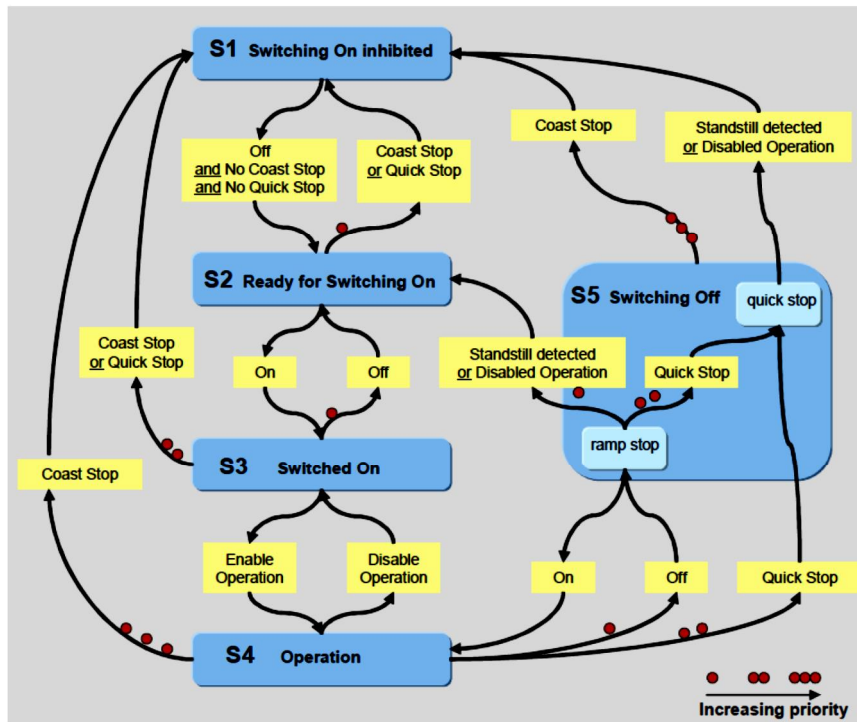 S1 Switching On inhibited
Off
and No Coast Stop
and No Quick Stop
Coast Stop
or Quick Stop
Coast Stop
Standstill detected
or Disabled Operation
S2 Ready for Switching On
S5 Switching Off
quick stop
Coast Stop
or Quick Stop
On
Off
Standstill detected
or Disabled Operation
Quick Stop
ramp stop
S3 Switched On
Coast Stop
Enable
Operation
Disable
Operation
On
Off
Quick Stop
S4 Operation
Increasing priority